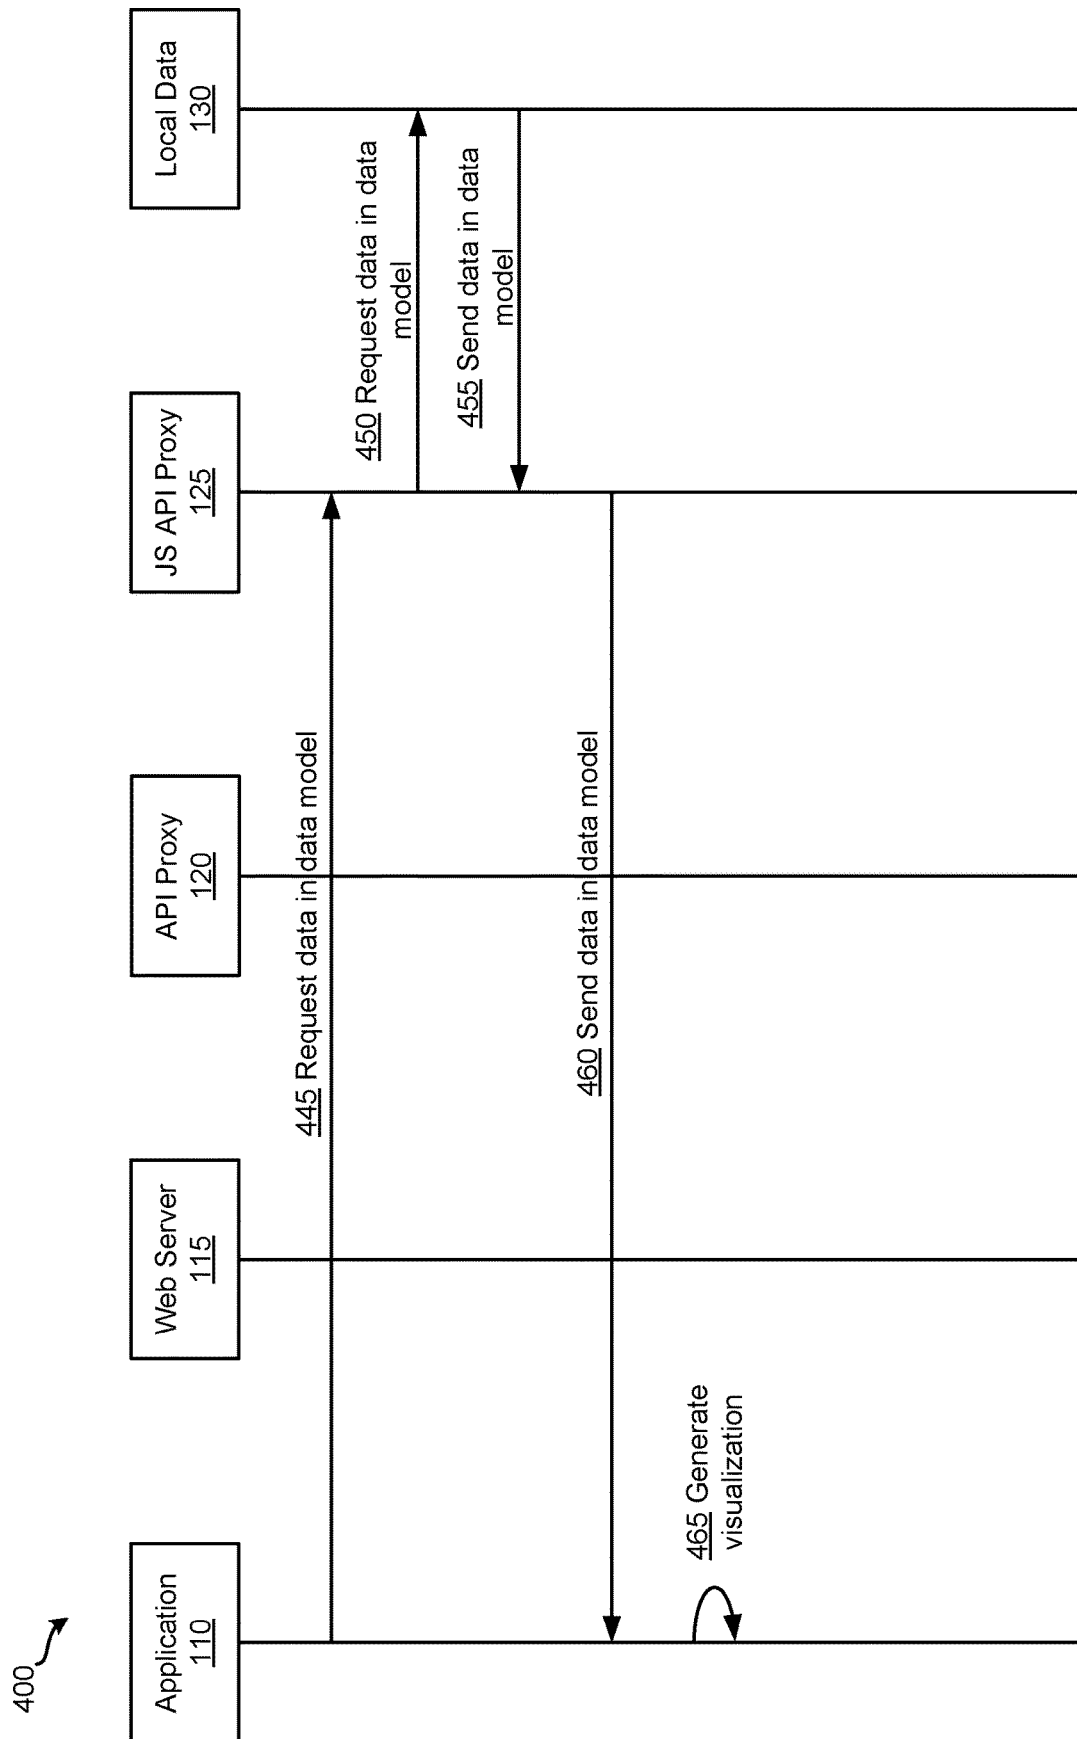 400
Application
110
Web Server
115
API Proxy
120
JS API Proxy
125
Local Data
130
445 Request data in data model
450 Request data in data
model
455 Send data in data
model
460 Send data in data model
465 Generate
visualization